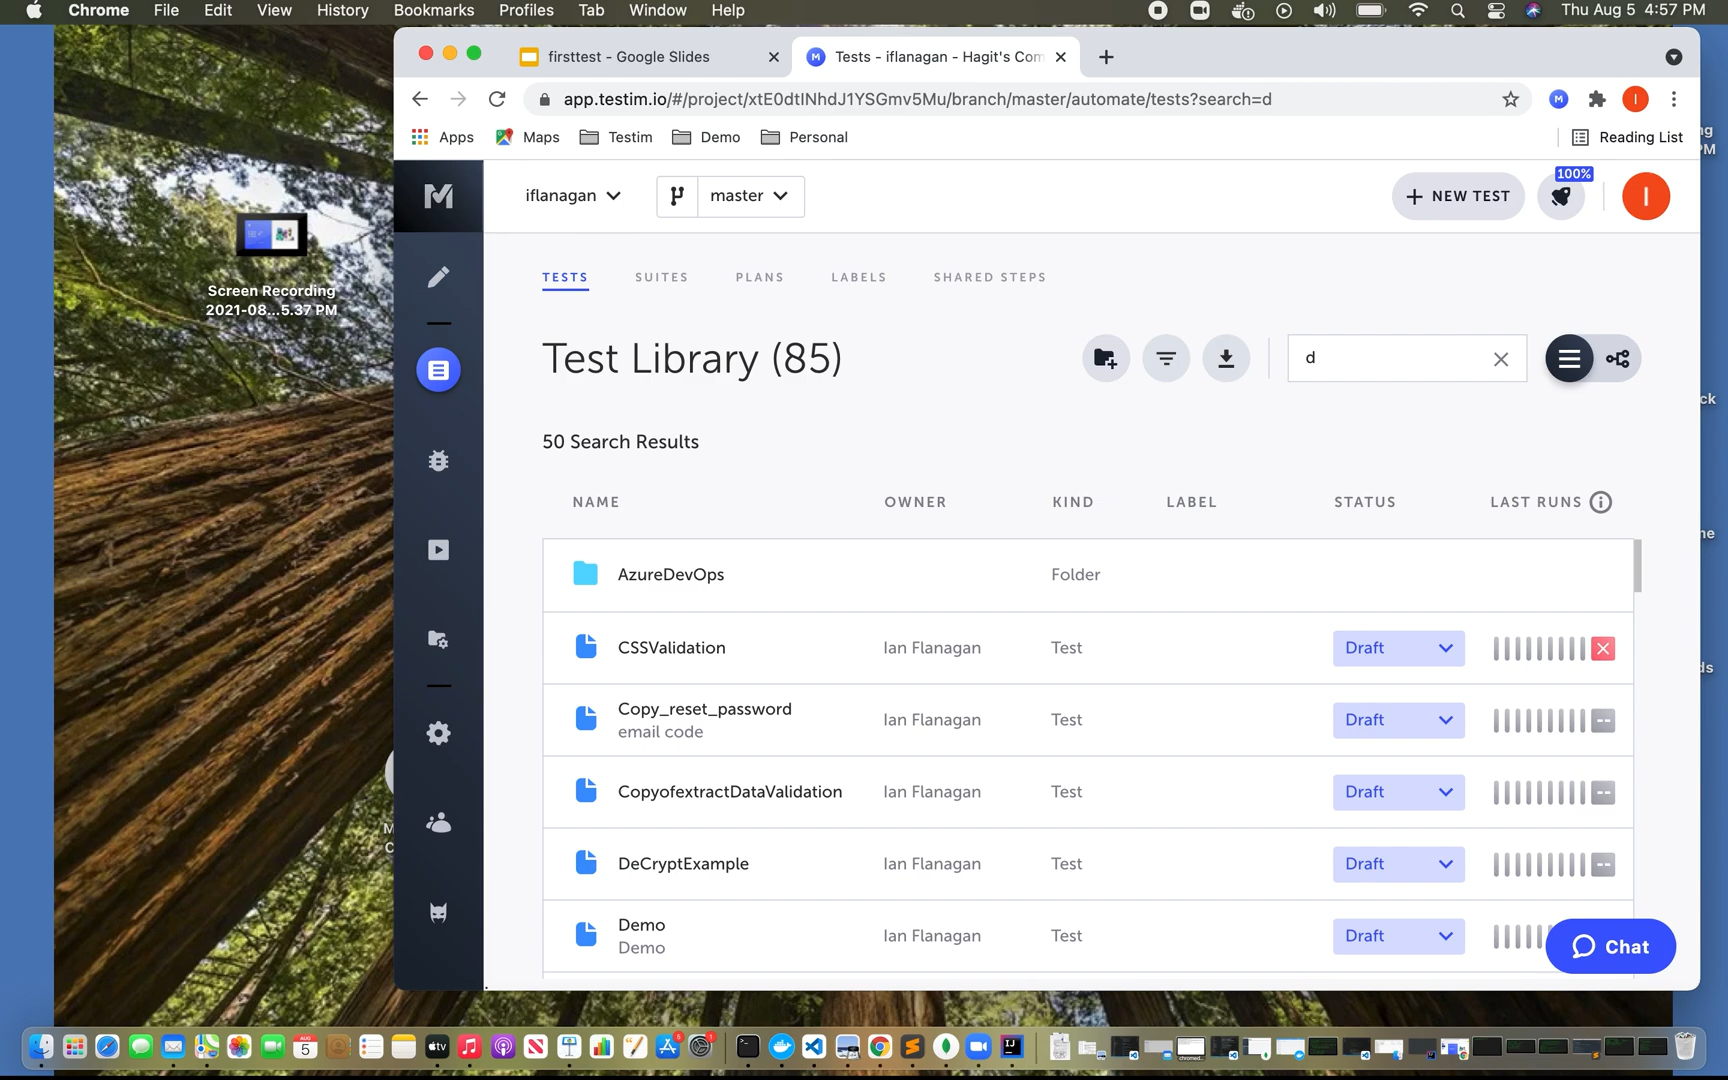 Chrome File Edit View History Bookmarks Profiles Tab Window Help Thu Aug 5 4:57 PM
firsttest - Google Slides
Tests - iflanagan - Hagit's Com
app.testim.io/#/project/xtE0dtINhdJ1YSGmv5Mu/branch/master/automate/tests?search=d
Apps Maps Testim Demo Personal Reading List
iflanagan master + NEW TEST 100% I
TESTS SUITES PLANS LABELS SHARED STEPS
Screen Recording
2021-08...5.37 PM
Test Library (85) d
50 Search Results
NAME OWNER KIND LABEL STATUS LAST RUNS
AzureDevOps Folder
CSSValidation Ian Flanagan Test Draft
Copy_reset_password
email code Ian Flanagan Test Draft
CopyofextractDataValidation Ian Flanagan Test Draft
DeCryptExample Ian Flanagan Test Draft
Demo
Demo Ian Flanagan Test Draft
Chat